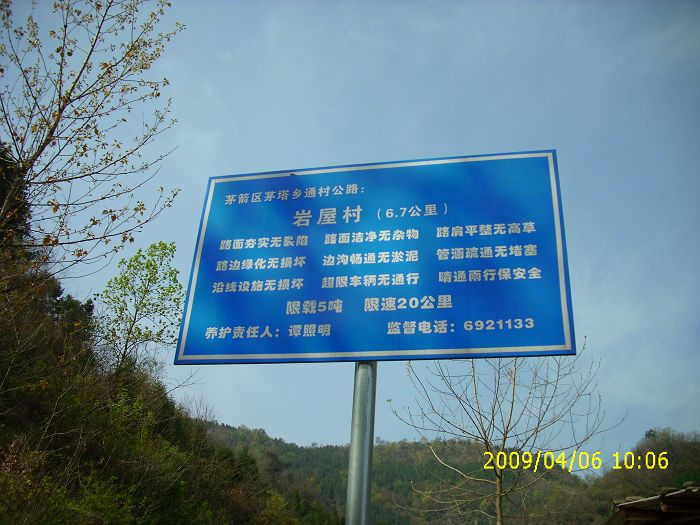 茅箭区茅塔乡通村公路：
岩屋村（6.7公里）
路面夯实无裂陷 路面洁净无杂物 路肩平整无高草
路边绿化无损坏 边沟畅通无淤泥 管涵疏通无堵塞
沿线设施无损坏 超限车辆无通行 晴通雨行保安全
限载5吨 限速20公里
养护责任人：谭照明 监督电话：6921133
2009/04/06 10:06